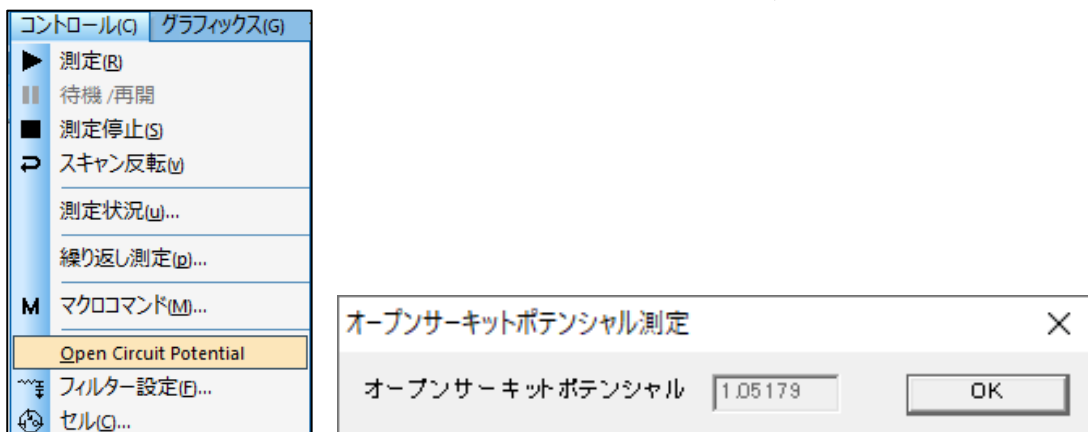 コントロール(C) グラフィックス(G)
測定(R)
待機 /再開
測定停止(S)
スキャン反転(v)
測定状況(u)...
繰り返し測定(p)...
M マクロコマンド(M)...
Open Circuit Potential
フィルター設定(F)...
セル(C)...
オープンサーキットポテンシャル測定
オープンサーキットポテンシャル 1.05179 OK